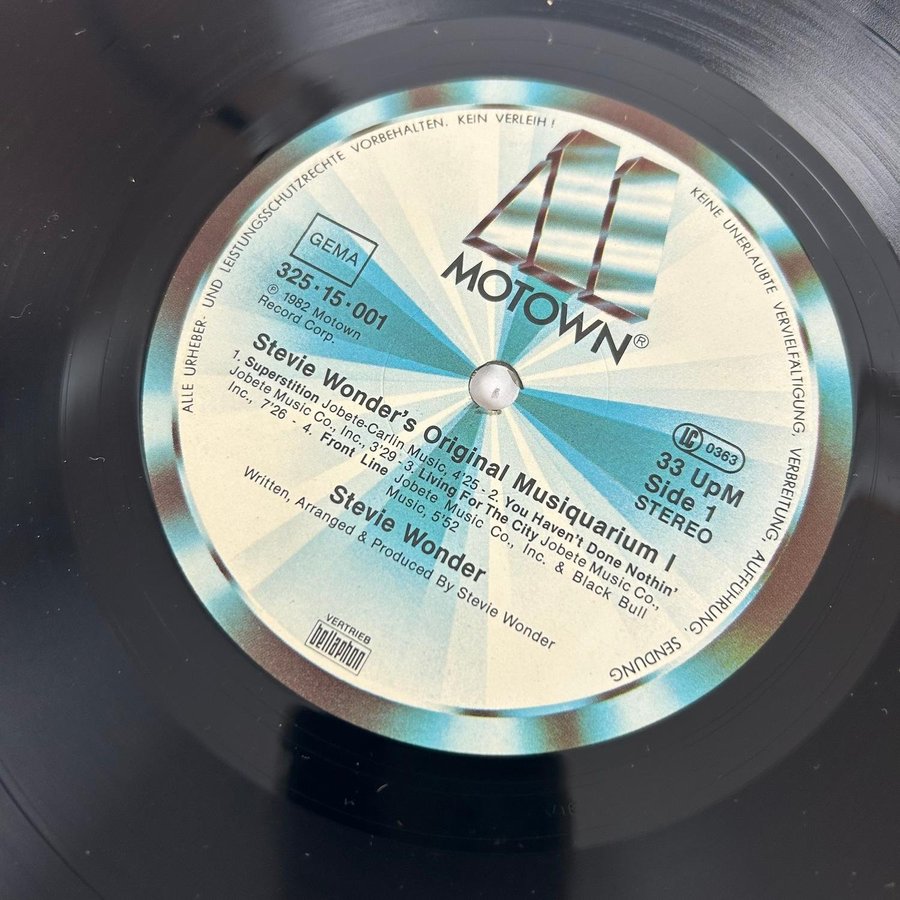 ALLE URHEBER- UND LEISTUNGSSCHUTZRECHTE VORBEHALTEN. KEIN VERLEIH!
KEINE UNERLAUBTE VERVIELFÄLTIGUNG, VERBREITUNG, AUFFÜHRUNG, SENDUNG
MOTOWN®
GEMA
325·15·001
℗ 1982 Motown
Record Corp.
LC 0363
33 UpM
Side 1
STEREO
Stevie Wonder's Original Musiquarium I
1. Superstition Jobete-Carlin Music, 4'25 - 2. You Haven't Done Nothin'
Jobete Music Co., Inc., 3'29 - 3. Living For The City Jobete Music Co.,
Inc., 7'26 - 4. Front Line Jobete Music Co., Inc. & Black Bull
Music, 5'52
Stevie Wonder
Written, Arranged & Produced By Stevie Wonder
VERTRIEB
bellaphon